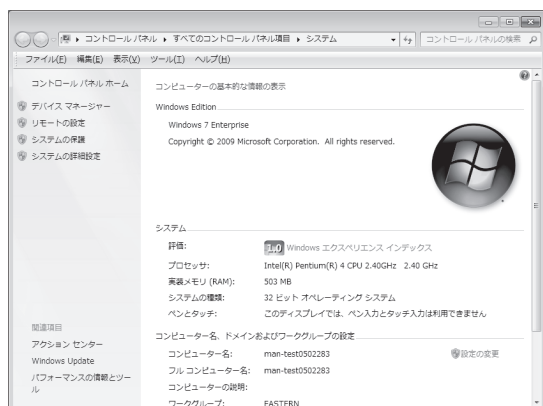 コントロール パネル ▸ すべてのコントロール パネル項目 ▸ システム
コントロール パネルの検索
ファイル(F) 編集(E) 表示(V) ツール(T) ヘルプ(H)
コントロール パネル ホーム
デバイス マネージャー
リモートの設定
システムの保護
システムの詳細設定
関連項目
アクション センター
Windows Update
パフォーマンスの情報とツー
ル
コンピューターの基本的な情報の表示
Windows Edition
Windows 7 Enterprise
Copyright © 2009 Microsoft Corporation. All rights reserved.
システム
評価: 1.0 Windows エクスペリエンス インデックス
プロセッサ: Intel(R) Pentium(R) 4 CPU 2.40GHz 2.40 GHz
実装メモリ (RAM): 503 MB
システムの種類: 32 ビット オペレーティング システム
ペンとタッチ: このディスプレイでは、ペン入力とタッチ入力は利用できません
コンピューター名、ドメインおよびワークグループの設定
コンピューター名: man-test0502283 設定の変更
フル コンピューター名: man-test0502283
コンピューターの説明:
ワークグループ: EASTERN